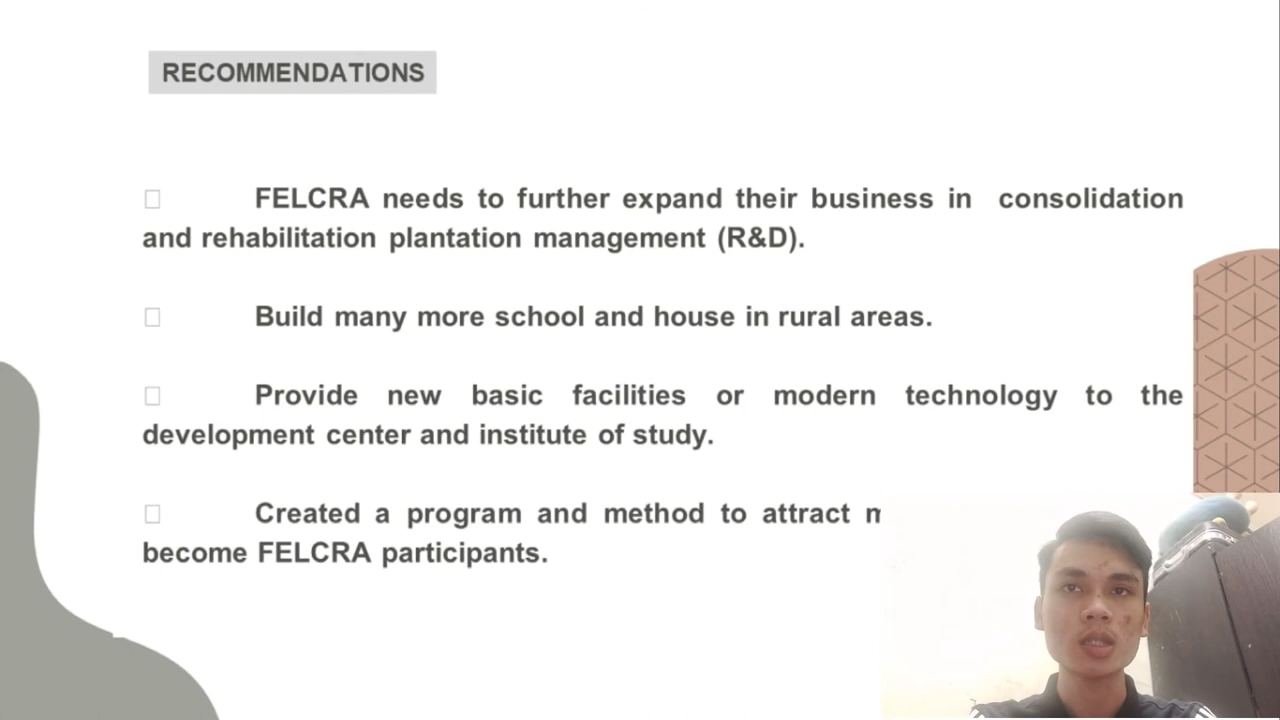 RECOMMENDATIONS
FELCRA needs to further expand their business in consolidation
and rehabilitation plantation management (R&D).
Build many more school and house in rural areas.
Provide new basic facilities or modern technology to the
development center and institute of study.
Created a program and method to attract
become FELCRA participants.